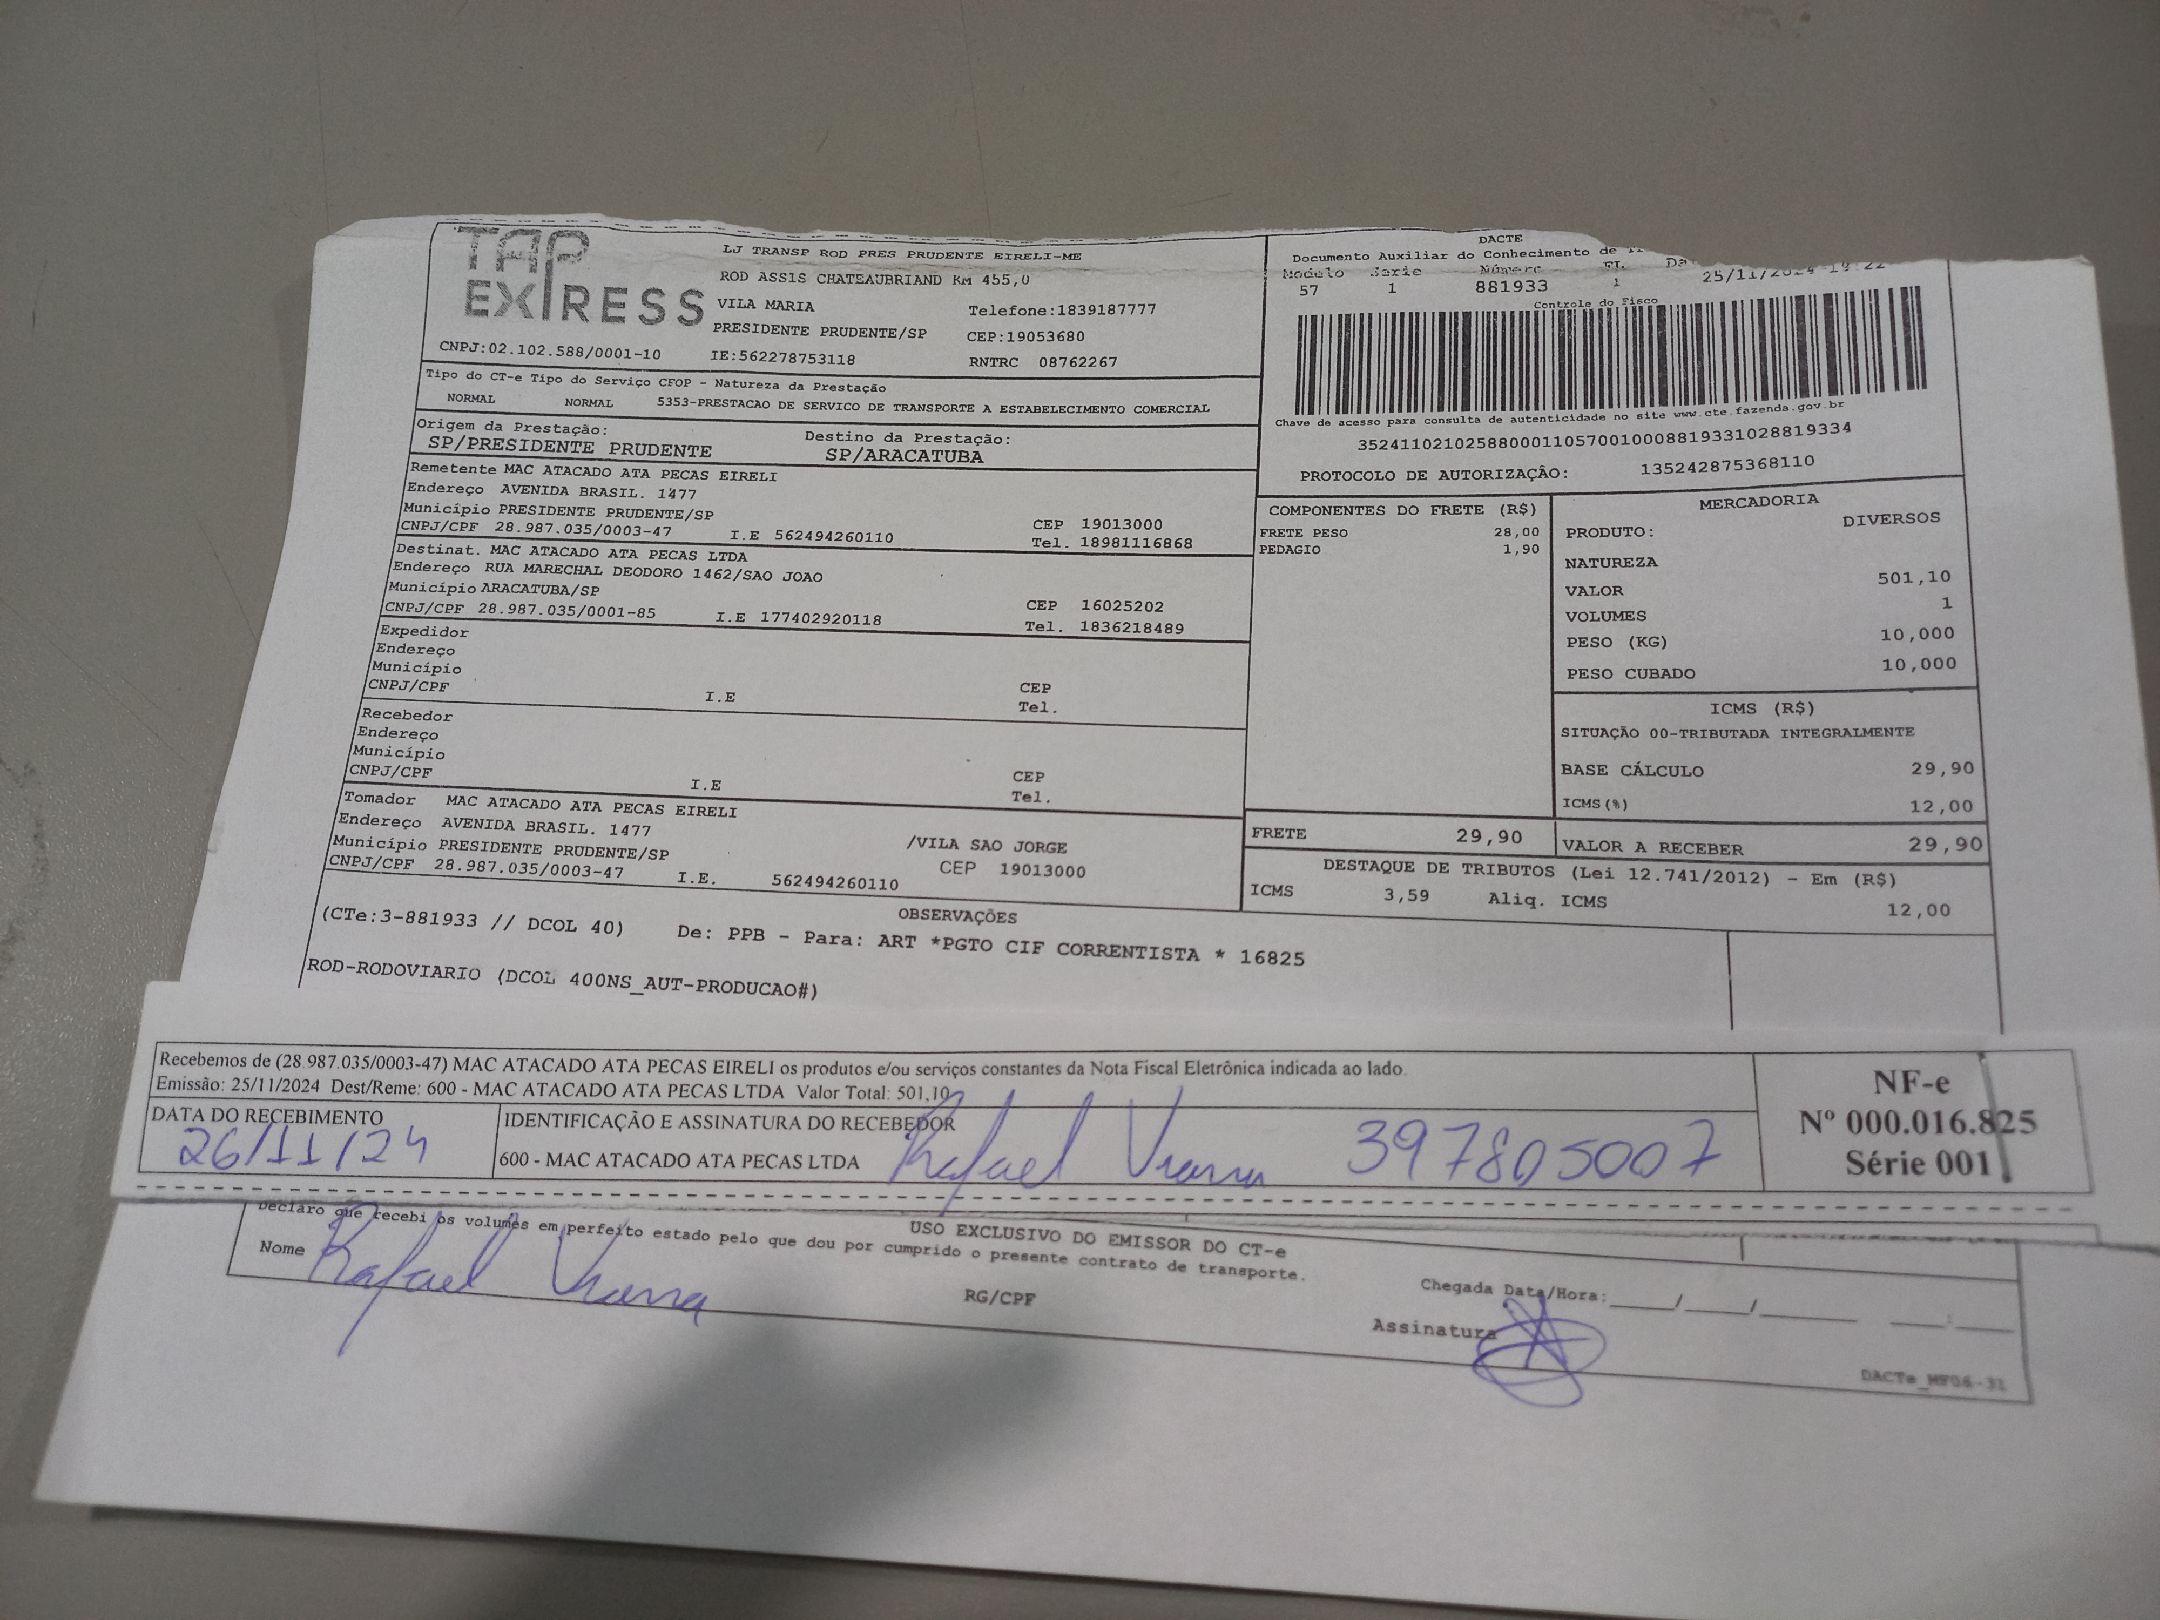 TAP EXPRESS
CNPJ:02.102.588/0001-10
LJ TRANSP ROD PRES PRUDENTE EIRELI-ME
ROD ASSIS CHATEAUBRIAND Km 455,0
VILA MARIA Telefone:1839187777
PRESIDENTE PRUDENTE/SP CEP:19053680
IE:562278753118 RNTRC 08762267
DACTE
Documento Auxiliar do Conhecimento de
Modelo Serie Número FL
57 1 881933 1 25/11/2024 19:22
Controle do Fisco
Chave de acesso para consulta de autenticidade no site www.cte.fazenda.gov.br
35241102102588000110570010008819331028819334
PROTOCOLO DE AUTORIZAÇÃO: 135242875368110
Tipo do CT-e Tipo do Serviço CFOP - Natureza da Prestação
NORMAL NORMAL 5353-PRESTACAO DE SERVICO DE TRANSPORTE A ESTABELECIMENTO COMERCIAL
Origem da Prestação: Destino da Prestação:
SP/PRESIDENTE PRUDENTE SP/ARACATUBA
Remetente MAC ATACADO ATA PECAS EIRELI
Endereço AVENIDA BRASIL. 1477
Município PRESIDENTE PRUDENTE/SP CEP 19013000
CNPJ/CPF 28.987.035/0003-47 I.E 562494260110 Tel. 18981116868
Destinat. MAC ATACADO ATA PECAS LTDA
Endereço RUA MARECHAL DEODORO 1462/SAO JOAO
Município ARACATUBA/SP CEP 16025202
CNPJ/CPF 28.987.035/0001-85 I.E 177402920118 Tel. 1836218489
Expedidor
Endereço
Município CEP
CNPJ/CPF I.E Tel.
Recebedor
Endereço
Município CEP
CNPJ/CPF I.E Tel.
Tomador MAC ATACADO ATA PECAS EIRELI
Endereço AVENIDA BRASIL. 1477 /VILA SAO JORGE
Município PRESIDENTE PRUDENTE/SP CEP 19013000
CNPJ/CPF 28.987.035/0003-47 I.E. 562494260110
COMPONENTES DO FRETE (R$)
FRETE PESO 28,00
PEDAGIO 1,90
MERCADORIA
PRODUTO: DIVERSOS
NATUREZA
VALOR 501,10
VOLUMES 1
PESO (KG) 10,000
PESO CUBADO 10,000
ICMS (R$)
SITUAÇÃO 00-TRIBUTADA INTEGRALMENTE
BASE CÁLCULO 29,90
ICMS(%) 12,00
FRETE 29,90 VALOR A RECEBER 29,90
DESTAQUE DE TRIBUTOS (Lei 12.741/2012) - Em (R$)
ICMS 3,59 Aliq. ICMS 12,00
OBSERVAÇÕES
(CTe:3-881933 // DCOL 40) De: PPB - Para: ART *PGTO CIF CORRENTISTA * 16825
ROD-RODOVIARIO (DCOL 400NS_AUT-PRODUCAO#)
Recebemos de (28.987.035/0003-47) MAC ATACADO ATA PECAS EIRELI os produtos e/ou serviços constantes da Nota Fiscal Eletrônica indicada ao lado.
Emissão: 25/11/2024 Dest/Reme: 600 - MAC ATACADO ATA PECAS LTDA Valor Total: 501,10
DATA DO RECEBIMENTO IDENTIFICAÇÃO E ASSINATURA DO RECEBEDOR
26/11/24 600 - MAC ATACADO ATA PECAS LTDA Rafael Viana 397805007
NF-e
Nº 000.016.825
Série 001
USO EXCLUSIVO DO EMISSOR DO CT-e
Declaro que recebi os volumes em perfeito estado pelo que dou por cumprido o presente contrato de transporte.
Nome Rafael Viana RG/CPF Chegada Data/Hora:____/____/______ ____:____
Assinatura
DACTe_MF06-31